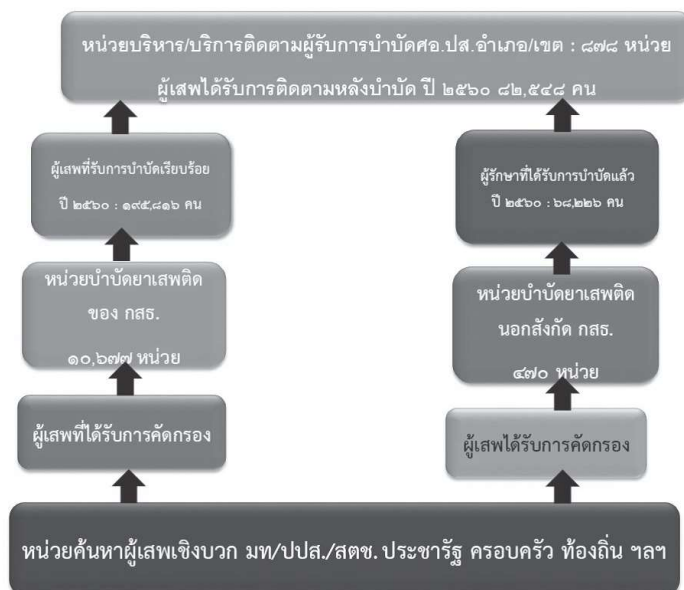 หน่วยบริหาร/บริการติดตามผู้รับการบำบัดศอ.ปส.อำเภอ/เขต : ๘๗๘ หน่วย
ผู้เสพได้รับการติดตามหลังบำบัด ปี ๒๕๖๐ ๘๒,๕๔๘ คน
ผู้เสพที่รับการบำบัดเรียบร้อย
ปี ๒๕๖๐ : ๑๙๕,๘๑๖ คน
ผู้รักษาที่ได้รับการบำบัดแล้ว
ปี ๒๕๖๐ : ๖๘,๒๒๖ คน
หน่วยบำบัดยาเสพติด
ของ กสธ.
๑๐,๖๗๗ หน่วย
หน่วยบำบัดยาเสพติด
นอกสังกัด กสธ.
๔๗๐ หน่วย
ผู้เสพที่ได้รับการคัดกรอง
ผู้เสพได้รับการคัดกรอง
หน่วยค้นหาผู้เสพเชิงบวก มท/ปปส./สตช. ประชารัฐ ครอบครัว ท้องถิ่น ฯลฯ